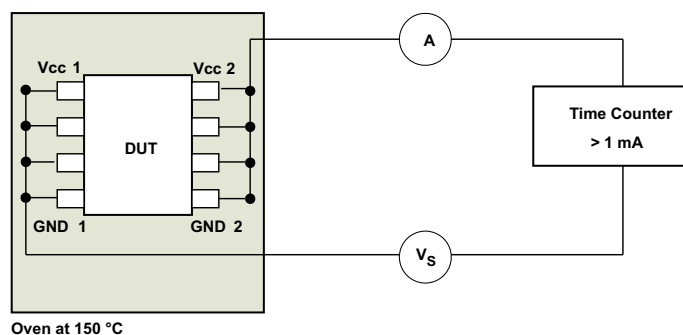 A
Vcc 1
Vcc 2
Time Counter
> 1 mA
DUT
GND 1
GND 2
VS
Oven at 150 °C